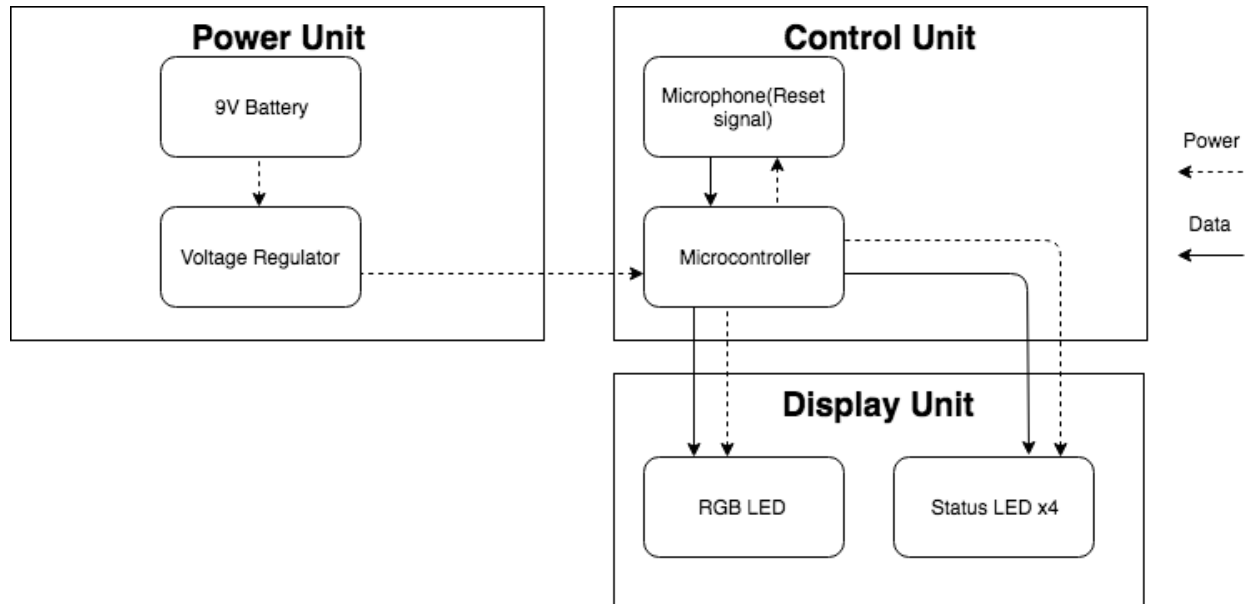 Power Unit
9V Battery
Voltage Regulator
Control Unit
Microphone(Reset
signal)
Microcontroller
Power
Data
Display Unit
RGB LED
Status LED x4